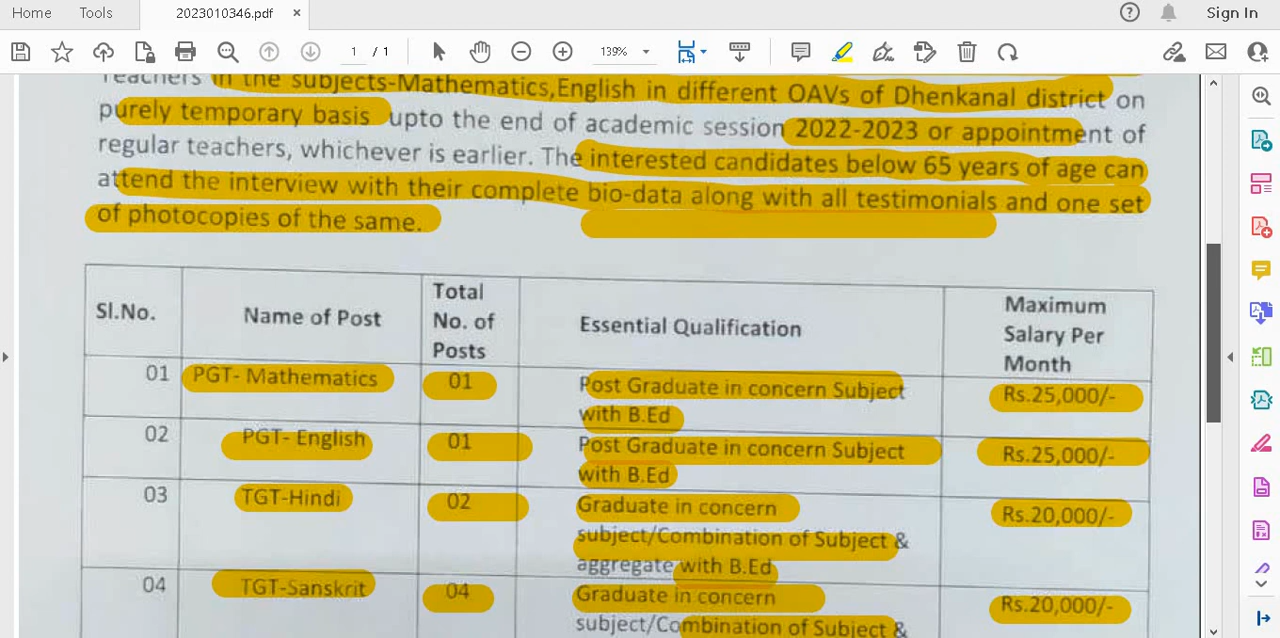 Home Tools 2023010346.pdf × Sign In
1 / 1 139%
Teachers in the subjects-Mathematics,English in different OAVs of Dhenkanal district on
purely temporary basis upto the end of academic session 2022-2023 or appointment of
regular teachers, whichever is earlier. The interested candidates below 65 years of age can
attend the interview with their complete bio-data along with all testimonials and one set
of photocopies of the same.
Sl.No. Name of Post Total No. of Posts Essential Qualification Maximum Salary Per Month
01 PGT- Mathematics 01 Post Graduate in concern Subject Rs.25,000/-
with B.Ed
02 PGT- English 01 Post Graduate in concern Subject Rs.25,000/-
with B.Ed
03 TGT-Hindi 02 Graduate in concern Rs.20,000/-
subject/Combination of Subject &
aggregate with B.Ed
04 TGT-Sanskrit 04 Graduate in concern Rs.20,000/-
subject/Combination of Subject &